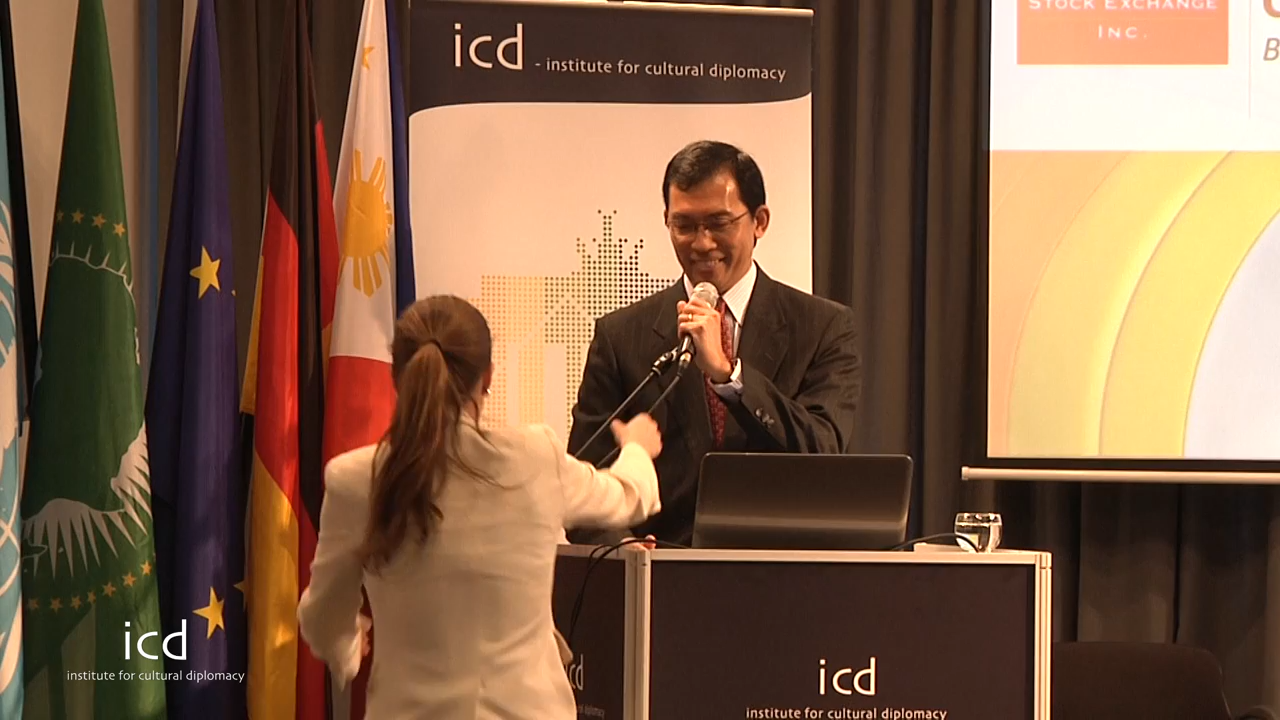 icd - institute for cultural diplomacy
STOCK EXCHANGE
INC.
B
icd
institute for cultural diplomacy
icd
institute for cultural diplomacy